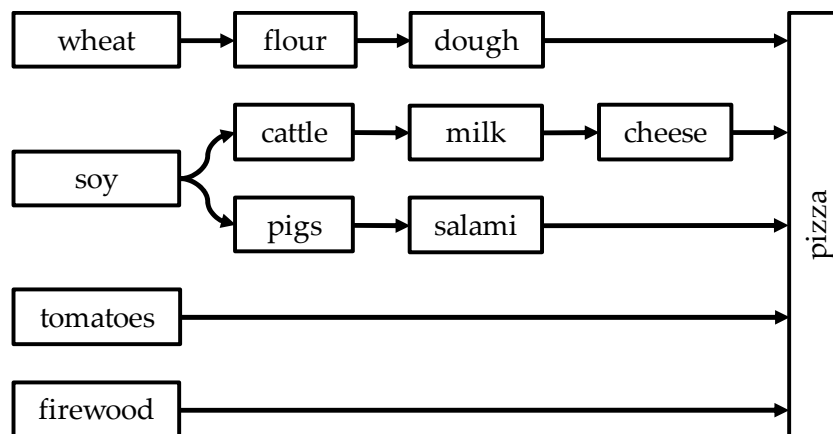 wheat
flour
dough
cattle
milk
cheese
soy
pigs
salami
tomatoes
firewood
pizza